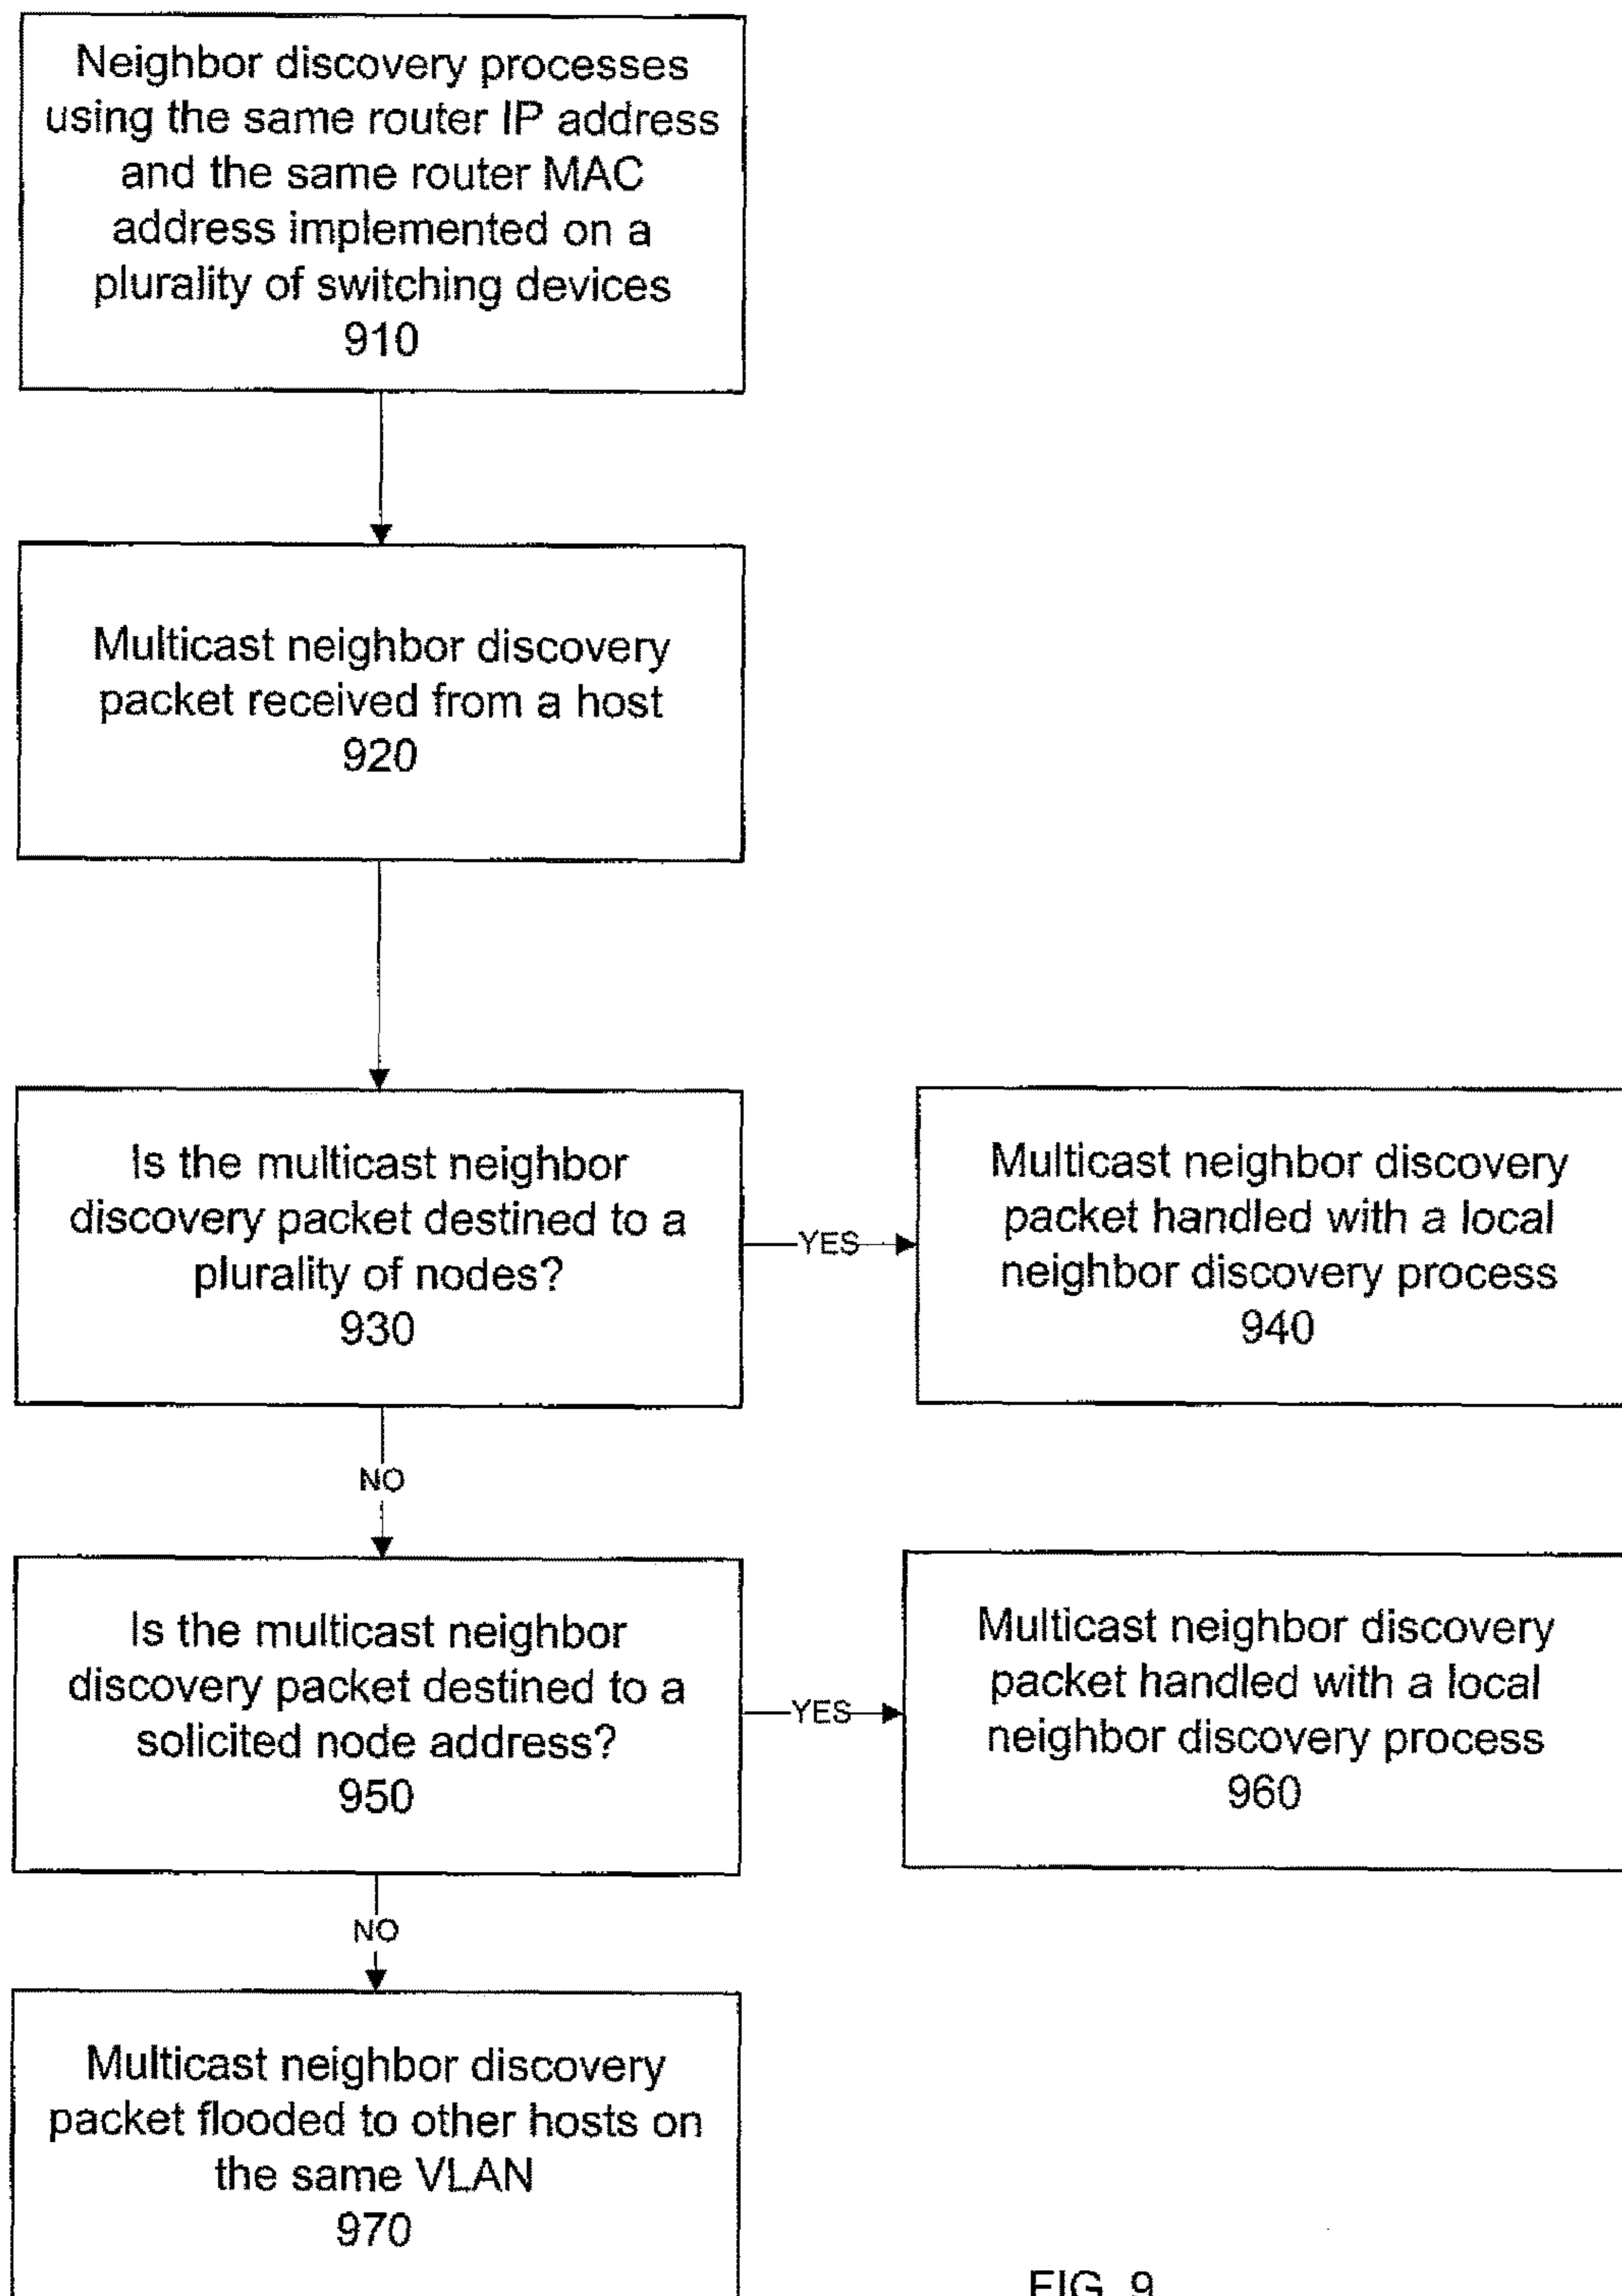 Neighbor discovery processes
using the same router IP address
and the same router MAC
address implemented on a
plurality of switching devices
910
Multicast neighbor discovery
packet received from a host
920
Is the multicast neighbor
discovery packet destined to a
plurality of nodes?
930
YES
Multicast neighbor discovery
packet handled with a local
neighbor discovery process
940
NO
Is the multicast neighbor
discovery packet destined to a
solicited node address?
950
YES
Multicast neighbor discovery
packet handled with a local
neighbor discovery process
960
NO
Multicast neighbor discovery
packet flooded to other hosts on
the same VLAN
970
FIG. 9